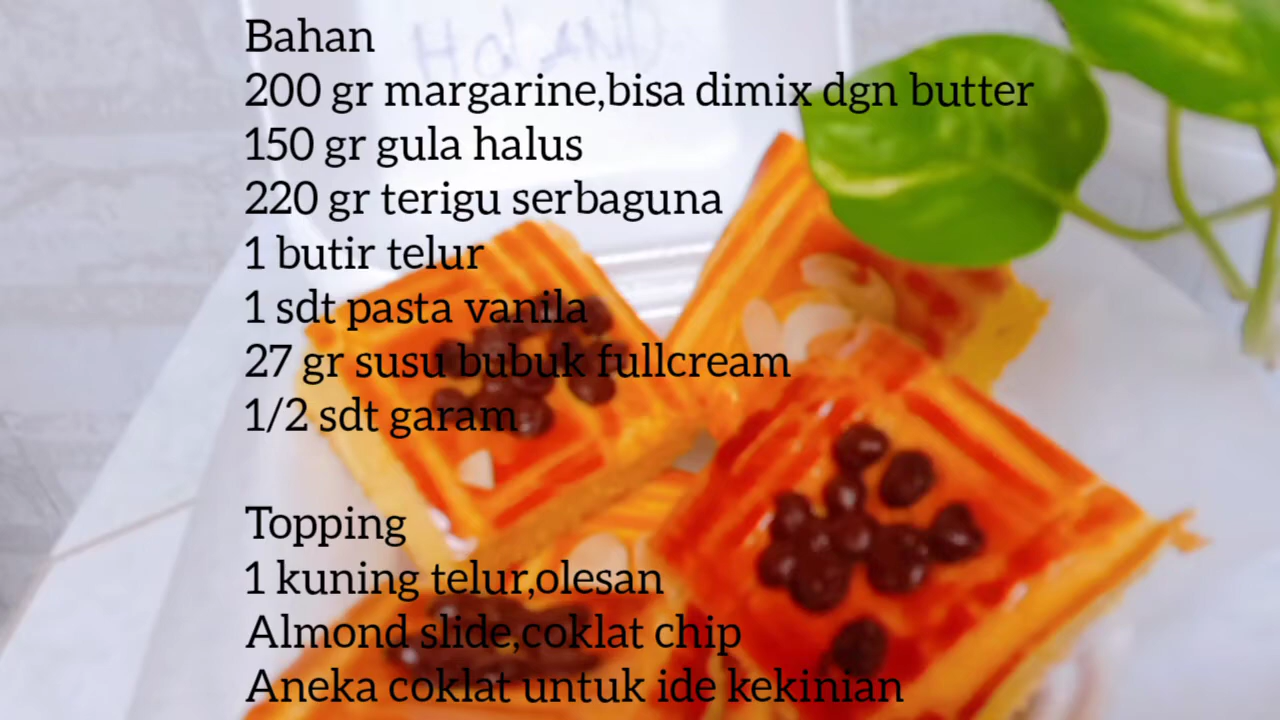 HOLAND
Bahan
200 gr margarine,bisa dimix dgn butter
150 gr gula halus
220 gr terigu serbaguna
1 butir telur
1 sdt pasta vanila
27 gr susu bubuk fullcream
1/2 sdt garam
Topping
1 kuning telur,olesan
Almond slide,coklat chip
Aneka coklat untuk ide kekinian